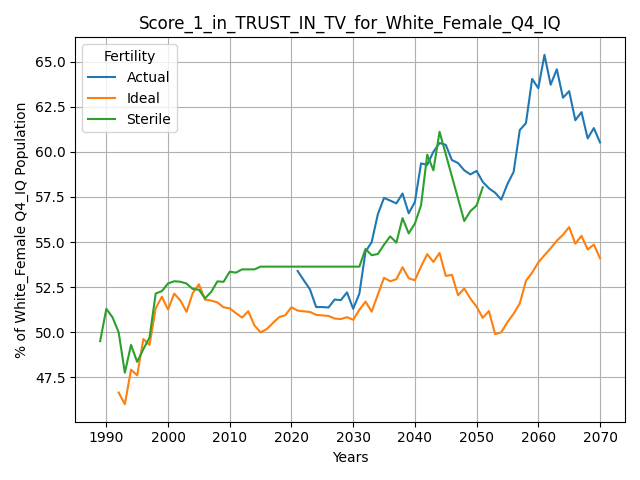 Score_1_in_TRUST_IN_TV_for_White_Female_Q4_IQ
% of White_Female Q4_IQ Population
65.0
62.5
60.0
57.5
55.0
52.5
50.0
47.5
Fertility
Actual
Ideal
Sterile
1990 2000 2010 2020 2030 2040 2050 2060 2070
Years